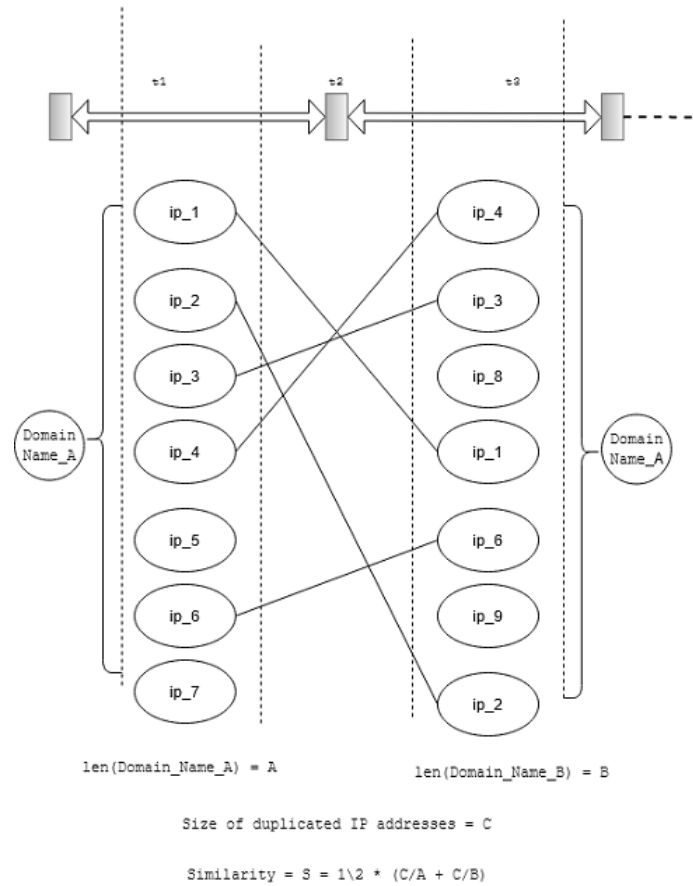 t1 t2 t3
ip_1 ip_4
ip_2 ip_3
ip_3 ip_8
Domain
Name_A
ip_4 ip_1
Domain
Name_A
ip_5 ip_6
ip_6 ip_9
ip_7 ip_2
len(Domain_Name_A) = A
len(Domain_Name_B) = B
Size of duplicated IP addresses = C
Similarity = S = 1\2 * (C/A + C/B)